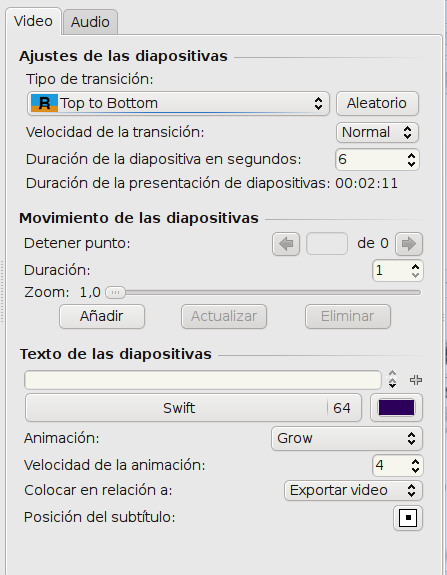 Video Audio
Ajustes de las diapositivas
Tipo de transición:
R Top to Bottom Aleatorio
Velocidad de la transición: Normal
Duración de la diapositiva en segundos: 6
Duración de la presentación de diapositivas: 00:02:11
Movimiento de las diapositivas
Detener punto: de 0
Duración: 1
Zoom: 1,0
Añadir Actualizar Eliminar
Texto de las diapositivas
Swift 64
Animación: Grow
Velocidad de la animación: 4
Colocar en relación a: Exportar video
Posición del subtítulo: